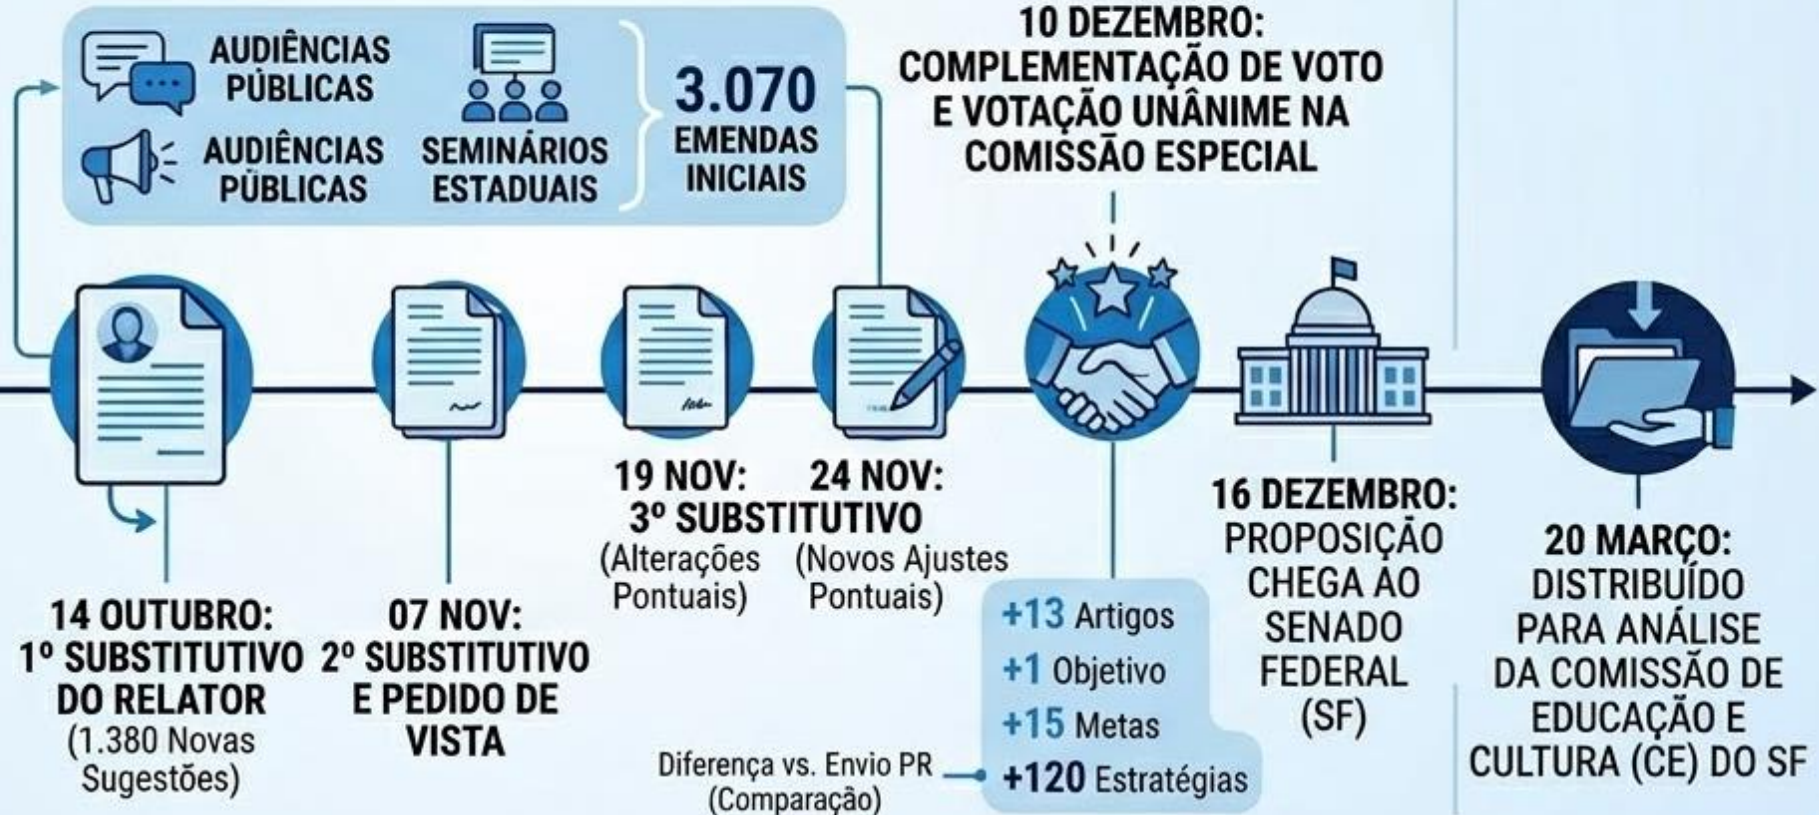 AUDIÊNCIAS
PÚBLICAS
AUDIÊNCIAS
PÚBLICAS
SEMINÁRIOS
ESTADUAIS
3.070
EMENDAS
INICIAIS
10 DEZEMBRO:
COMPLEMENTAÇÃO DE VOTO
E VOTAÇÃO UNÂNIME NA
COMISSÃO ESPECIAL
14 OUTUBRO:
1º SUBSTITUTIVO
DO RELATOR
(1.380 Novas
Sugestões)
07 NOV:
2º SUBSTITUTIVO
E PEDIDO DE
VISTA
19 NOV:
24 NOV:
3º SUBSTITUTIVO
(Alterações
Pontuais)
(Novos Ajustes
Pontuais)
+13 Artigos
+1 Objetivo
+15 Metas
+120 Estratégias
Diferença vs. Envio PR
(Comparação)
16 DEZEMBRO:
PROPOSIÇÃO
CHEGA AO
SENADO
FEDERAL
(SF)
20 MARÇO:
DISTRIBUÍDO
PARA ANÁLISE
DA COMISSÃO DE
EDUCAÇÃO E
CULTURA (CE) DO SF